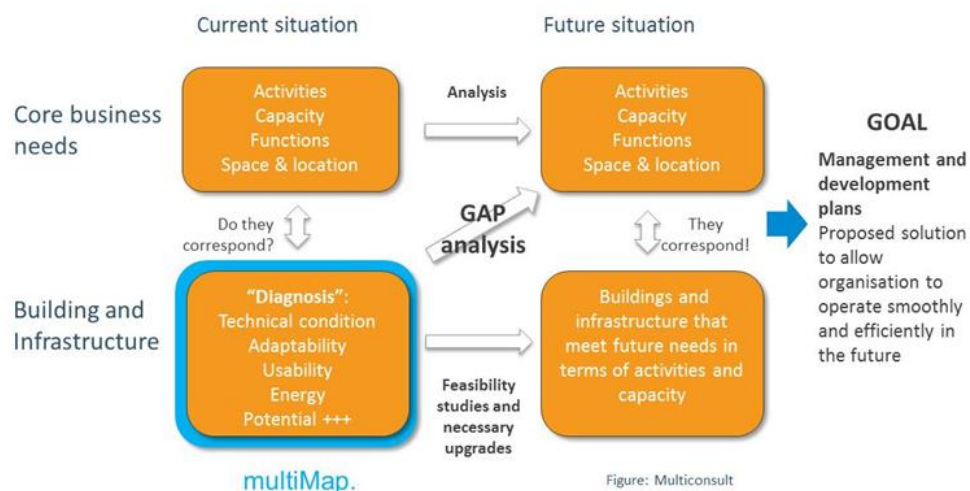 Current situation
Future situation
Core business
needs
Activities
Capacity
Functions
Space & location
Analysis
Activities
Capacity
Functions
Space & location
GOAL
Management and
development
plans
Proposed solution
to allow
organisation to
operate smoothly
and efficiently in
the future
Do they
correspond?
GAP
analysis
They
correspond!
Building and
Infrastructure
“Diagnosis”:
Technical condition
Adaptability
Usability
Energy
Potential +++
Feasibility
studies and
necessary
upgrades
Buildings and
infrastructure that
meet future needs in
terms of activities and
capacity
multiMap.
Figure: Multiconsult